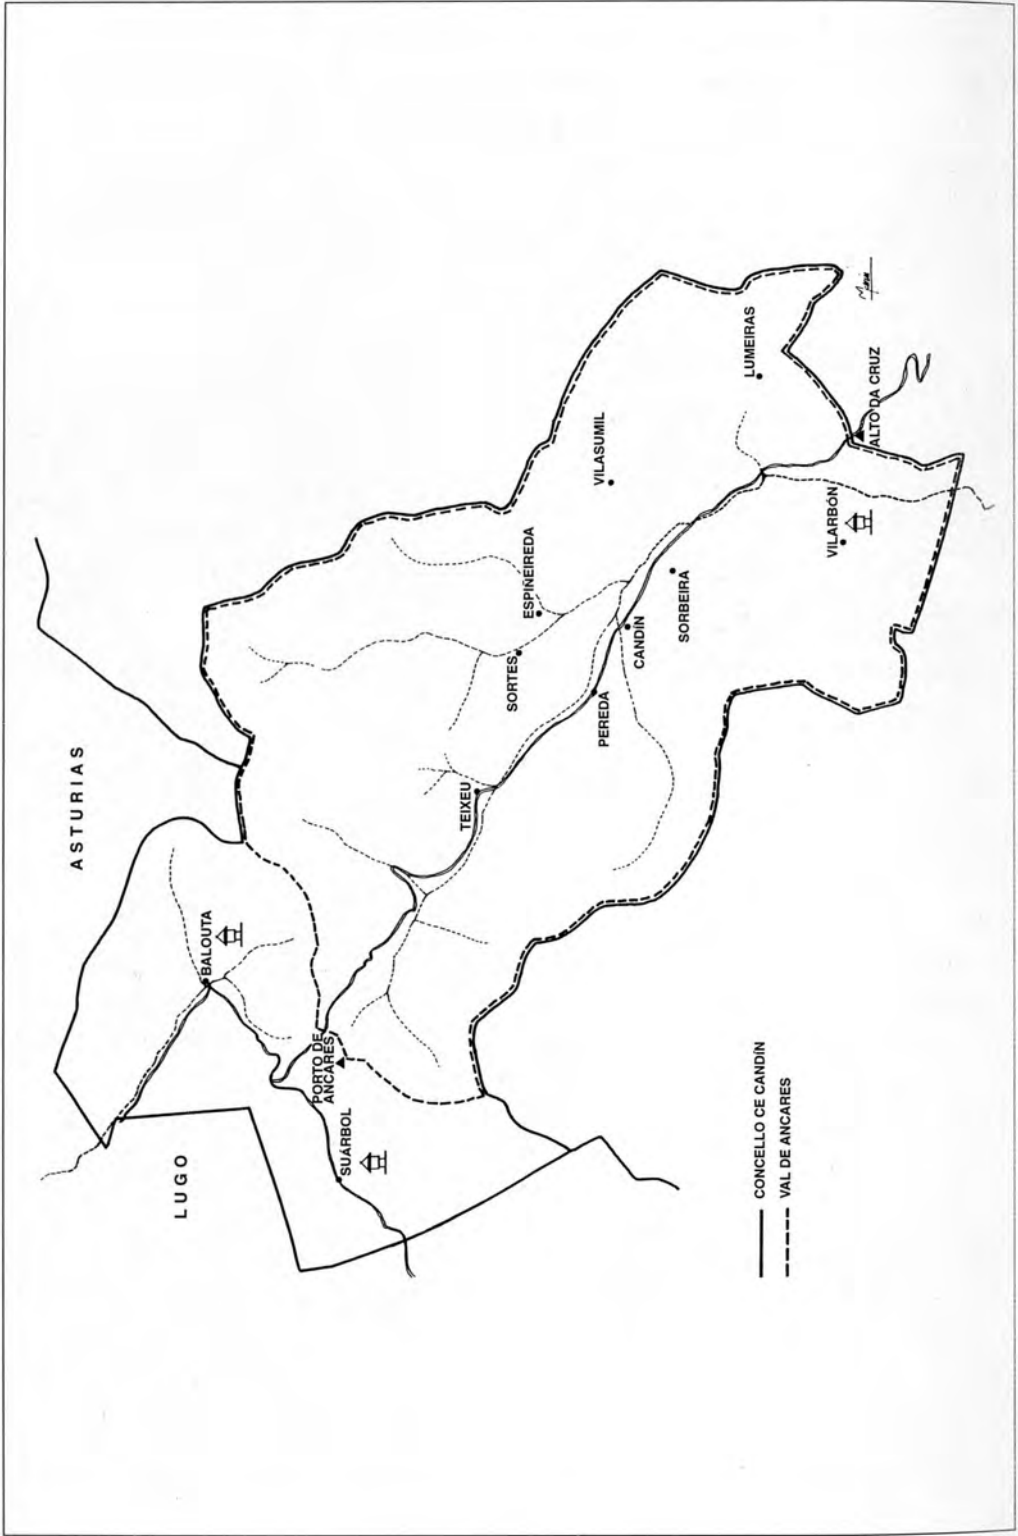 ASTURIAS
LUGO
BALOUTA
PORTO DE
ANCARES
SUÁRBOL
TEIXEU
SORTES
ESPIÑEIREDA
PEREDA
CANDÍN
SORBEIRA
VILASUMIL
LUMEIRAS
VILARBÓN
ALTO DA CRUZ
CONCELLO CE CANDÍN
VAL DE ANCARES